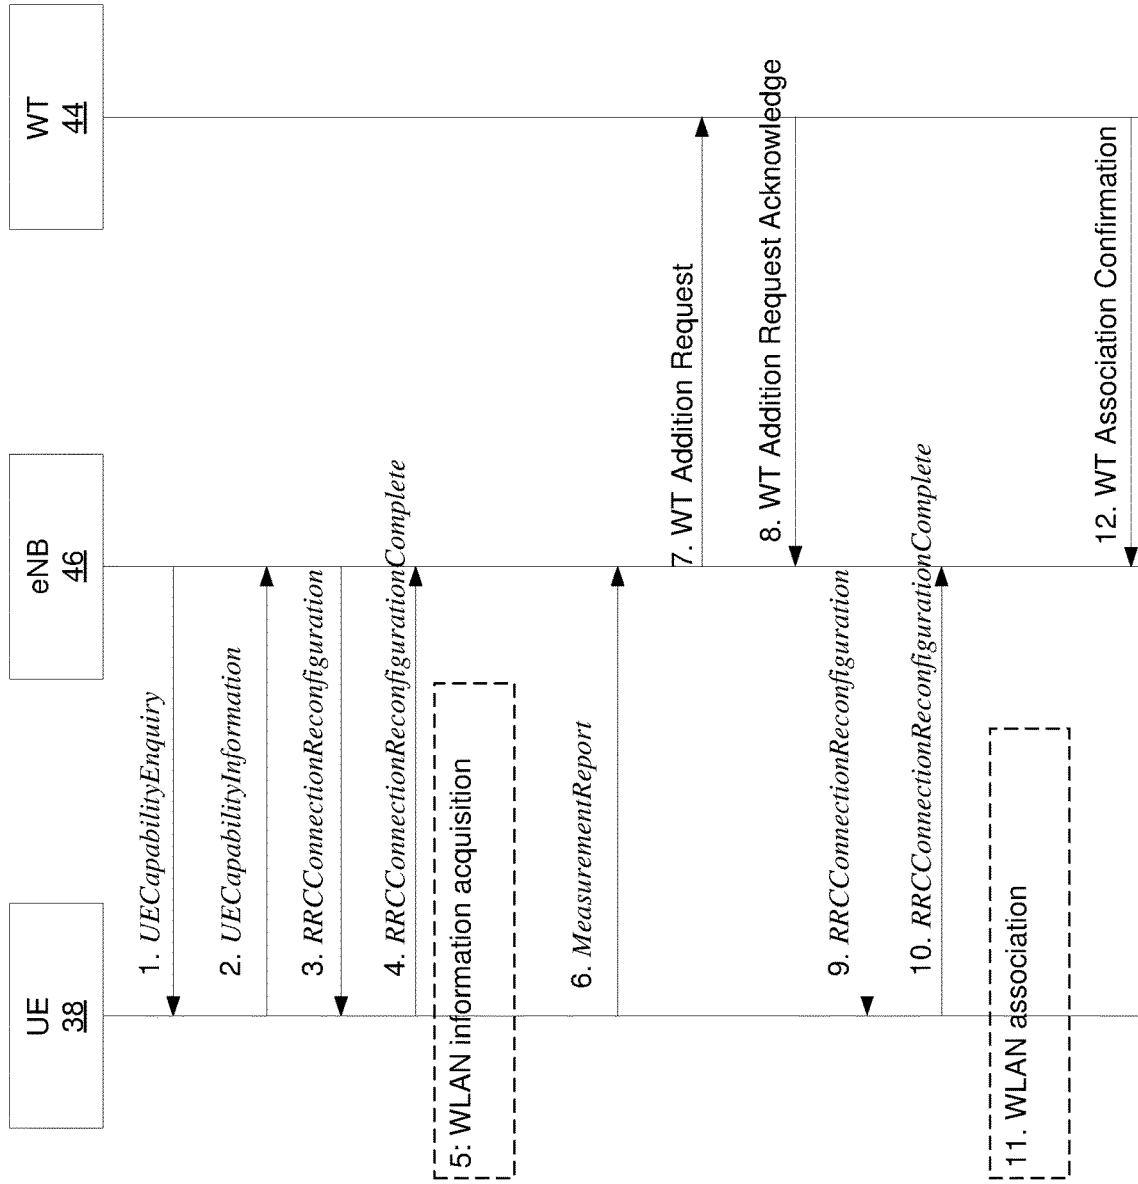 UE
38
eNB
46
WT
44
1. UECapabilityEnquiry
2. UECapabilityInformation
3. RRCConnectionReconfiguration
4. RRCConnectionReconfigurationComplete
5: WLAN information acquisition
6. MeasurementReport
7. WT Addition Request
8. WT Addition Request Acknowledge
9. RRCConnectionReconfiguration
10. RRCConnectionReconfigurationComplete
11. WLAN association
12. WT Association Confirmation